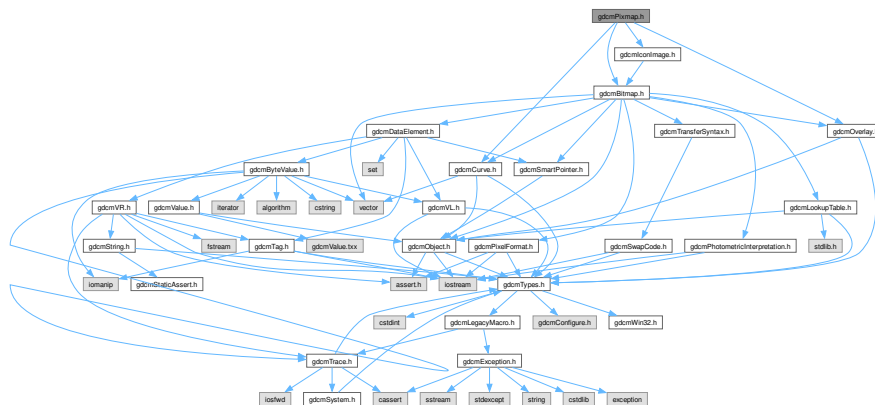 gdcmPixmap.h
gdcmIconImage.h
gdcmBitmap.h
gdcmDataElement.h
gdcmTransferSyntax.h
gdcmOverlay.
gdcmByteValue.h
set
gdcmCurve.h
gdcmSmartPointer.h
gdcmVR.h
gdcmValue.h
iterator
algorithm
cstring
vector
gdcmVL.h
gdcmLookupTable.h
gdcmString.h
fstream
gdcmTag.h
gdcmValue.txx
gdcmObject.h
gdcmPixelFormat.h
gdcmSwapCode.h
gdcmPhotometricInterpretation.h
stdlib.h
iomanip
gdcmStaticAssert.h
assert.h
iostream
gdcmTypes.h
cstdint
gdcmLegacyMacro.h
gdcmConfigure.h
gdcmWin32.h
gdcmTrace.h
gdcmException.h
iosfwd
gdcmSystem.h
cassert
sstream
stdexcept
string
cstdlib
exception